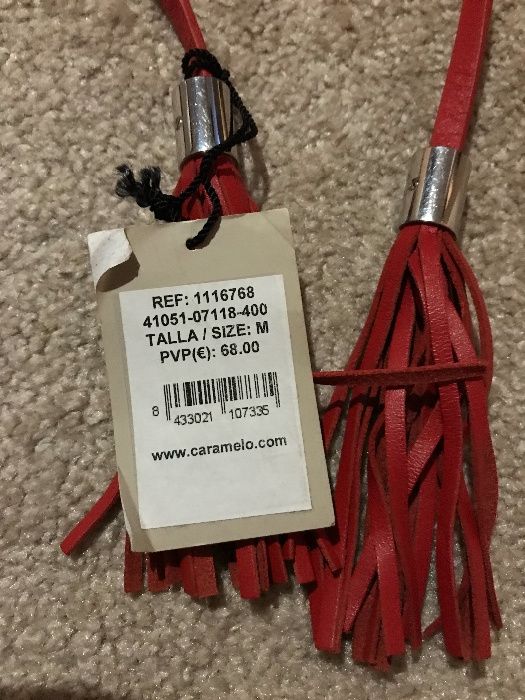 REF: 1116768
41051-07118-400
TALLA / SIZE: M
PVP(€): 68.00
8 433021 107335
www.caramelo.com